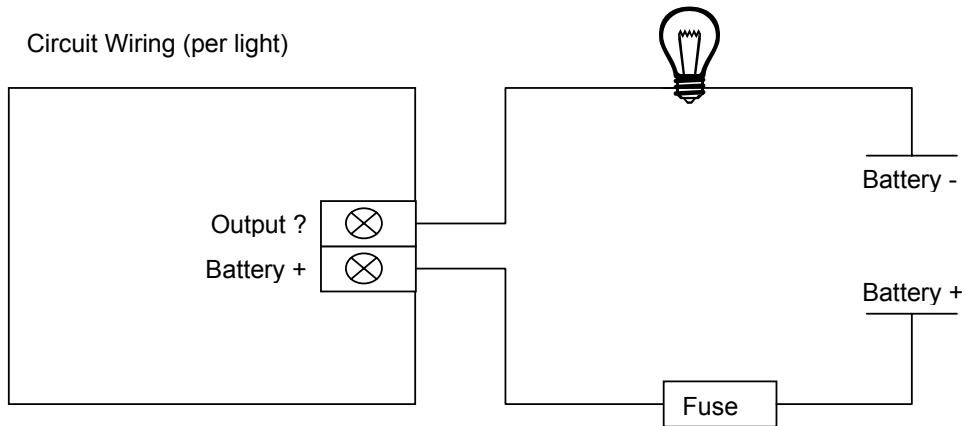 Circuit Wiring (per light)
Battery -
Output ?
Battery +
Battery +
Fuse